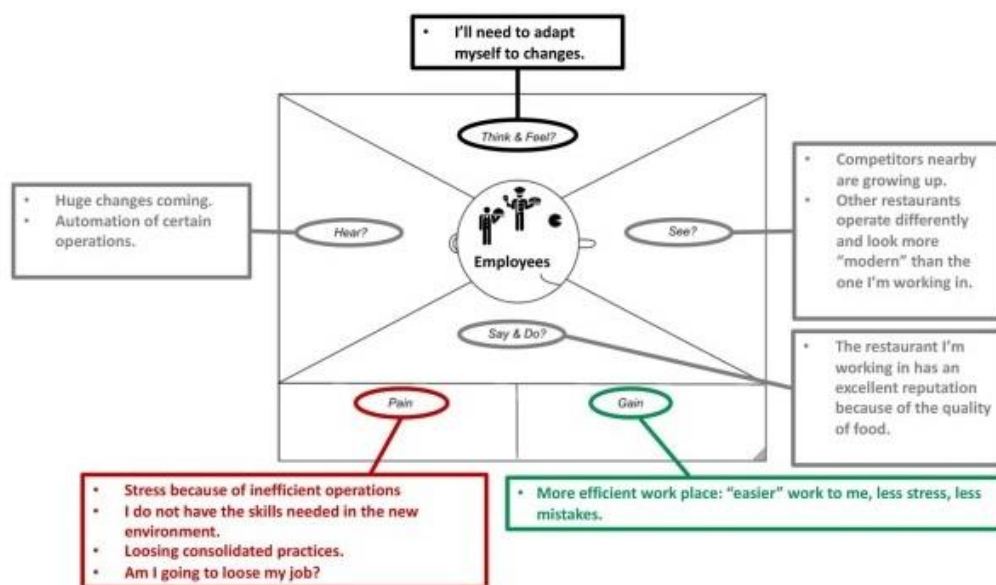 • I'll need to adapt
myself to changes.
Think & Feel?
• Huge changes coming.
• Automation of certain
operations.
Hear?
Employees
See?
• Competitors nearby
are growing up.
• Other restaurants
operate differently
and look more
"modern" than the
one I'm working in.
Say & Do?
• The restaurant I'm
working in has an
excellent reputation
because of the quality
of food.
Pain
Gain
• Stress because of inefficient operations
• I do not have the skills needed in the new
environment.
• Loosing consolidated practices.
• Am I going to loose my job?
• More efficient work place: "easier" work to me, less stress, less
mistakes.